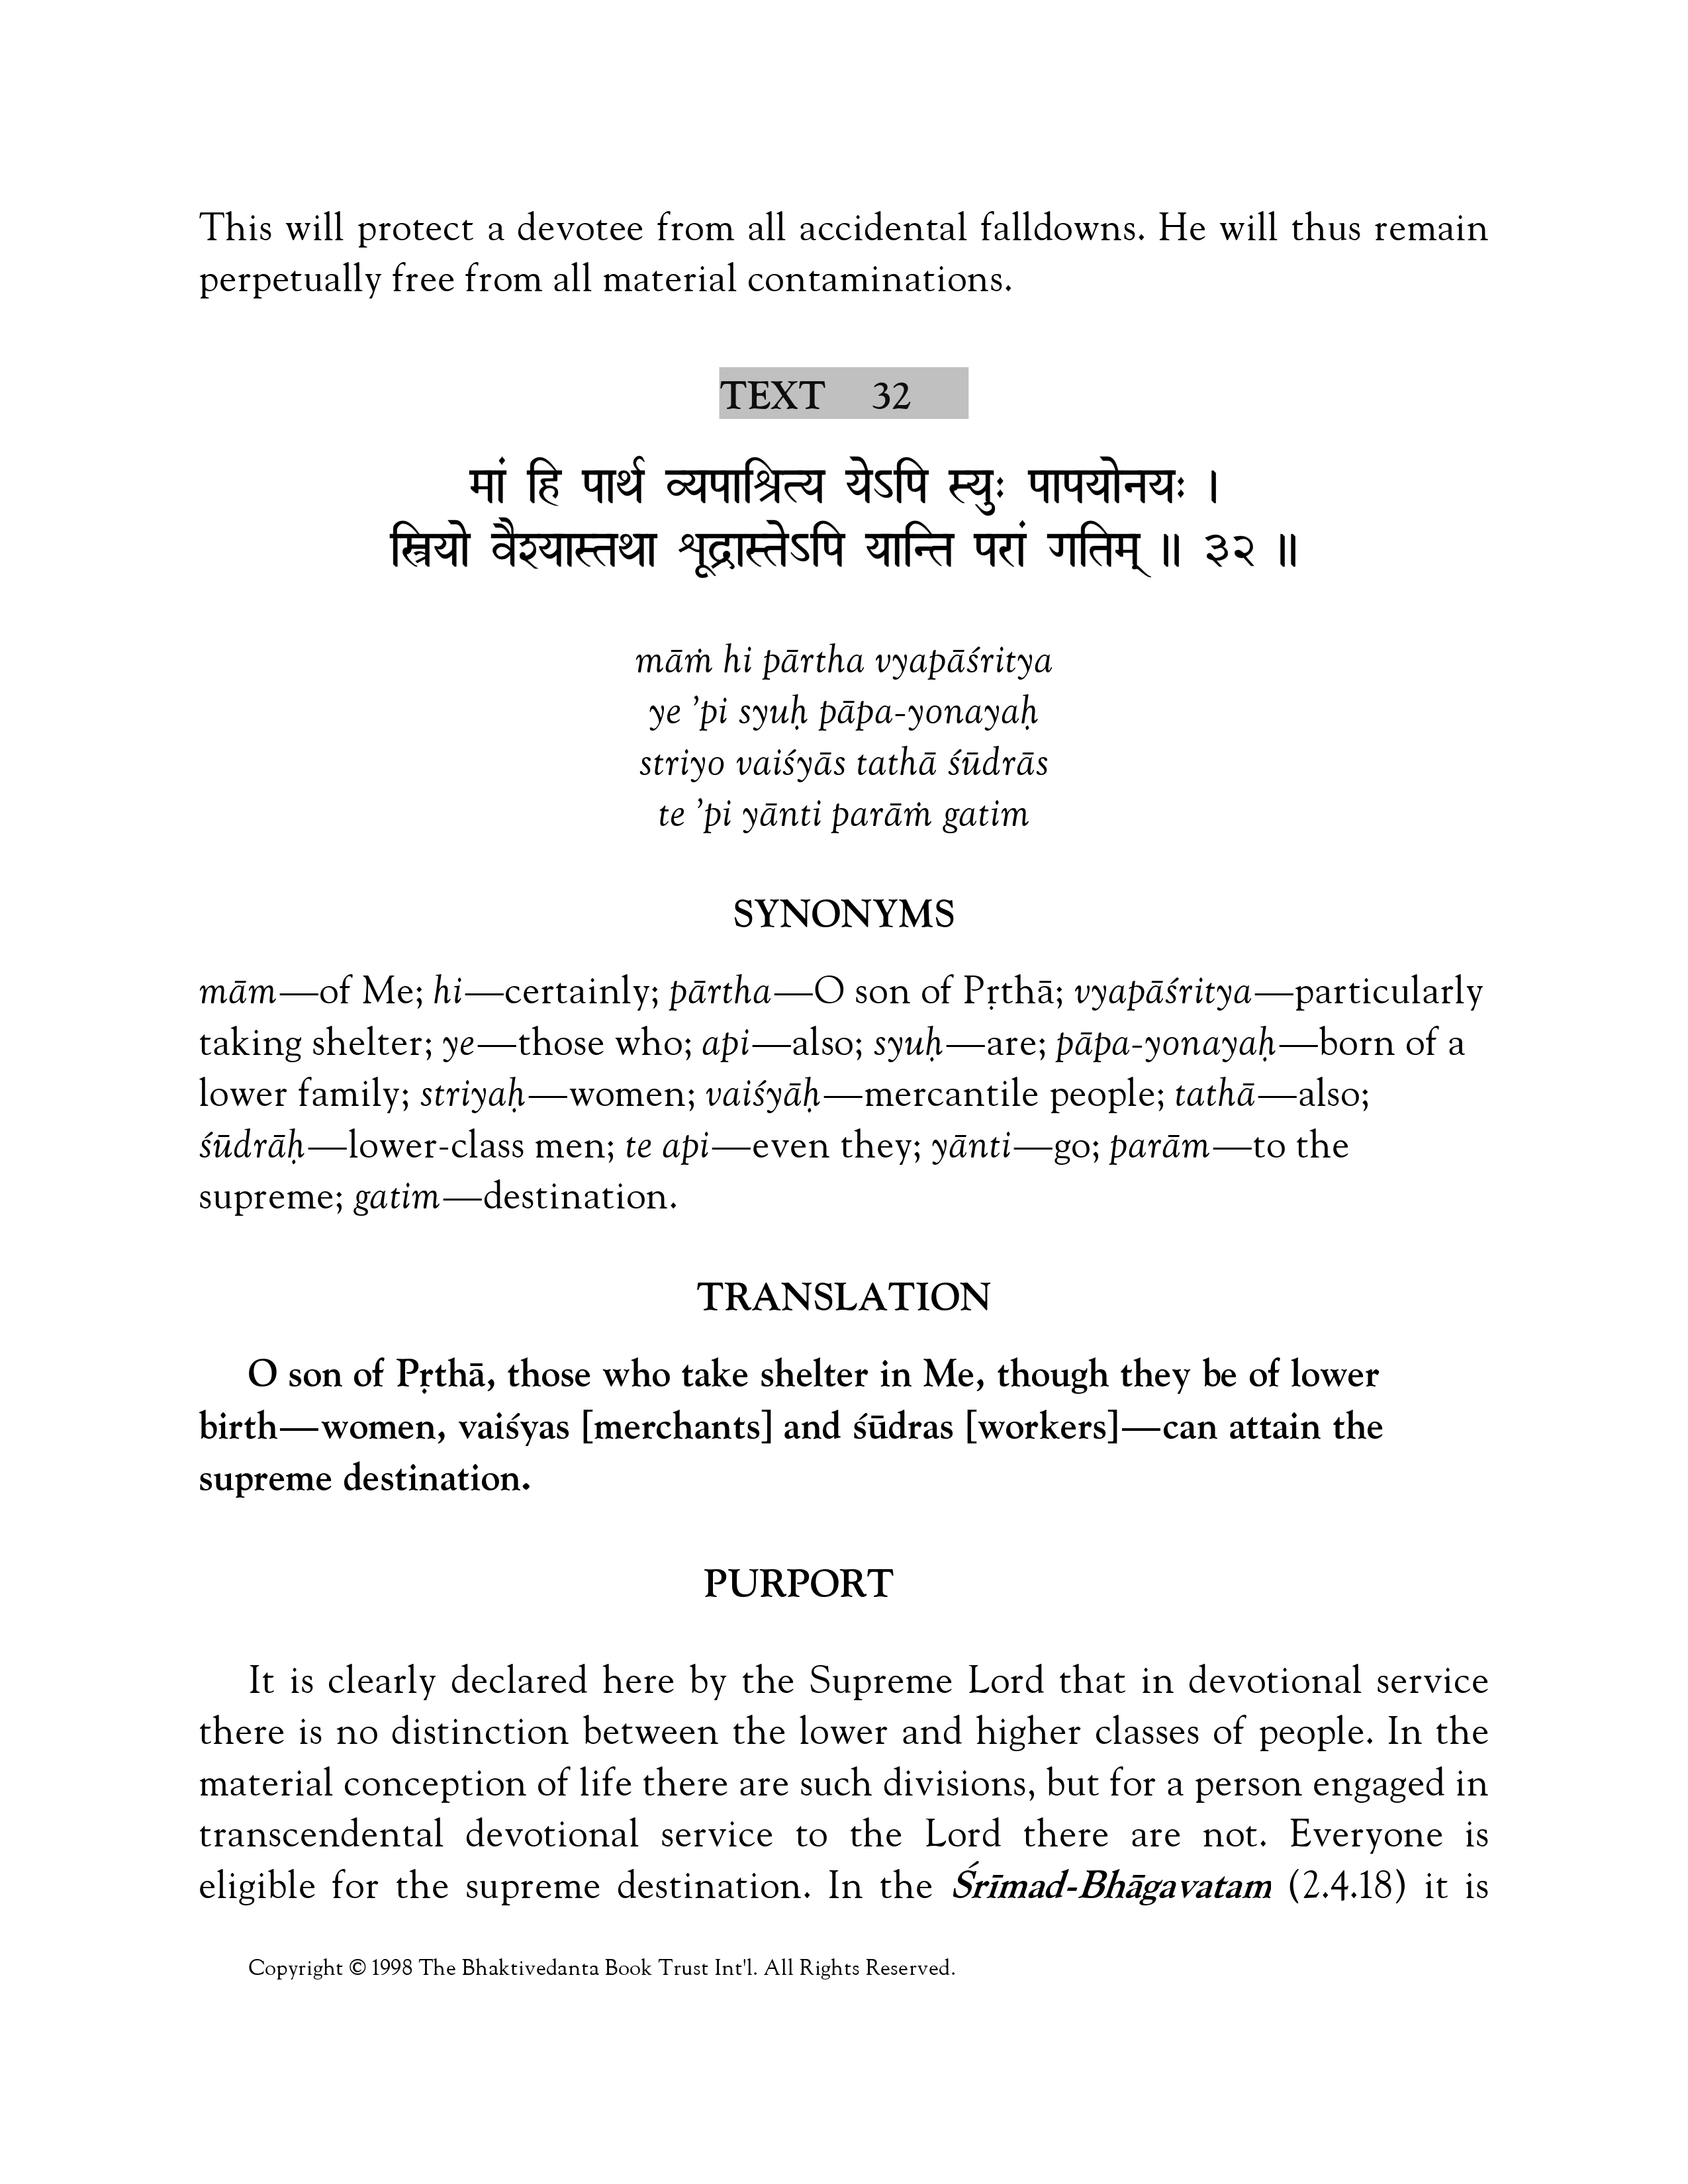 This will protect a devotee from all accidental falldowns. He will thus remain
perpetually free from all material contaminations.
TEXT 32
मां हि पार्थ व्यपाश्रित्य येऽपि स्युः पापयोनयः ।
स्त्रियो वैश्यास्तथा शूद्रास्तेऽपि यान्ति परां गतिम् ॥ ३२ ॥
māṁ hi pārtha vyapāśritya
ye ’pi syuḥ pāpa-yonayaḥ
striyo vaiśyās tathā śūdrās
te ’pi yānti parāṁ gatim
SYNONYMS
mām—of Me; hi—certainly; pārtha—O son of Pṛthā; vyapāśritya—particularly
taking shelter; ye—those who; api—also; syuḥ—are; pāpa-yonayaḥ—born of a
lower family; striyaḥ—women; vaiśyāḥ—mercantile people; tathā—also;
śūdrāḥ—lower-class men; te api—even they; yānti—go; parām—to the
supreme; gatim—destination.
TRANSLATION
O son of Pṛthā, those who take shelter in Me, though they be of lower
birth—women, vaiśyas [merchants] and śūdras [workers]—can attain the
supreme destination.
PURPORT
It is clearly declared here by the Supreme Lord that in devotional service
there is no distinction between the lower and higher classes of people. In the
material conception of life there are such divisions, but for a person engaged in
transcendental devotional service to the Lord there are not. Everyone is
eligible for the supreme destination. In the Śrīmad-Bhāgavatam (2.4.18) it is
Copyright © 1998 The Bhaktivedanta Book Trust Int'l. All Rights Reserved.